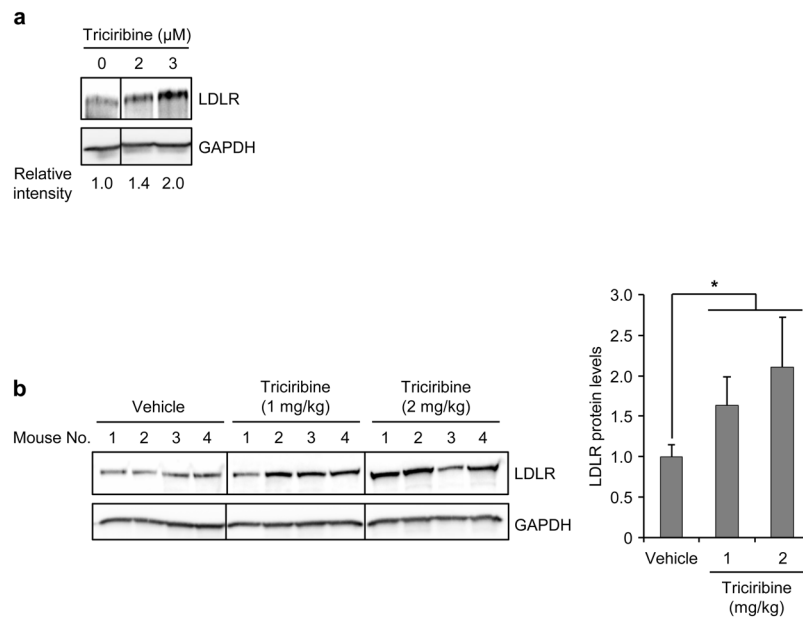 a
Triciribine (µM)
0 2 3
LDLR
GAPDH
Relative
intensity
1.0 1.4 2.0
b
Vehicle
Triciribine
(1 mg/kg)
Triciribine
(2 mg/kg)
Mouse No. 1 2 3 4 1 2 3 4 1 2 3 4
LDLR
GAPDH
*
LDLR protein levels
3.0
2.5
2.0
1.5
1.0
0.5
0
Vehicle 1 2
Triciribine
(mg/kg)